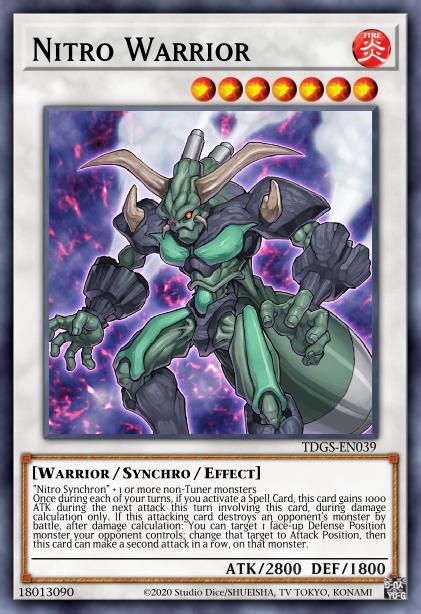 NITRO WARRIOR
FIRE
炎
TDGS-EN039
[WARRIOR / SYNCHRO / EFFECT]
"Nitro Synchron" + 1 or more non-Tuner monsters
Once during each of your turns, if you activate a Spell Card, this card gains 1000
ATK during the next attack this turn involving this card, during damage
calculation only. If this attacking card destroys an opponent's monster by
battle, after damage calculation: You can target 1 face-up Defense Position
monster your opponent controls; change that target to Attack Position, then
this card can make a second attack in a row, on that monster.
ATK/2800 DEF/1800
18013090
©2020 Studio Dice/SHUEISHA, TV TOKYO, KONAMI